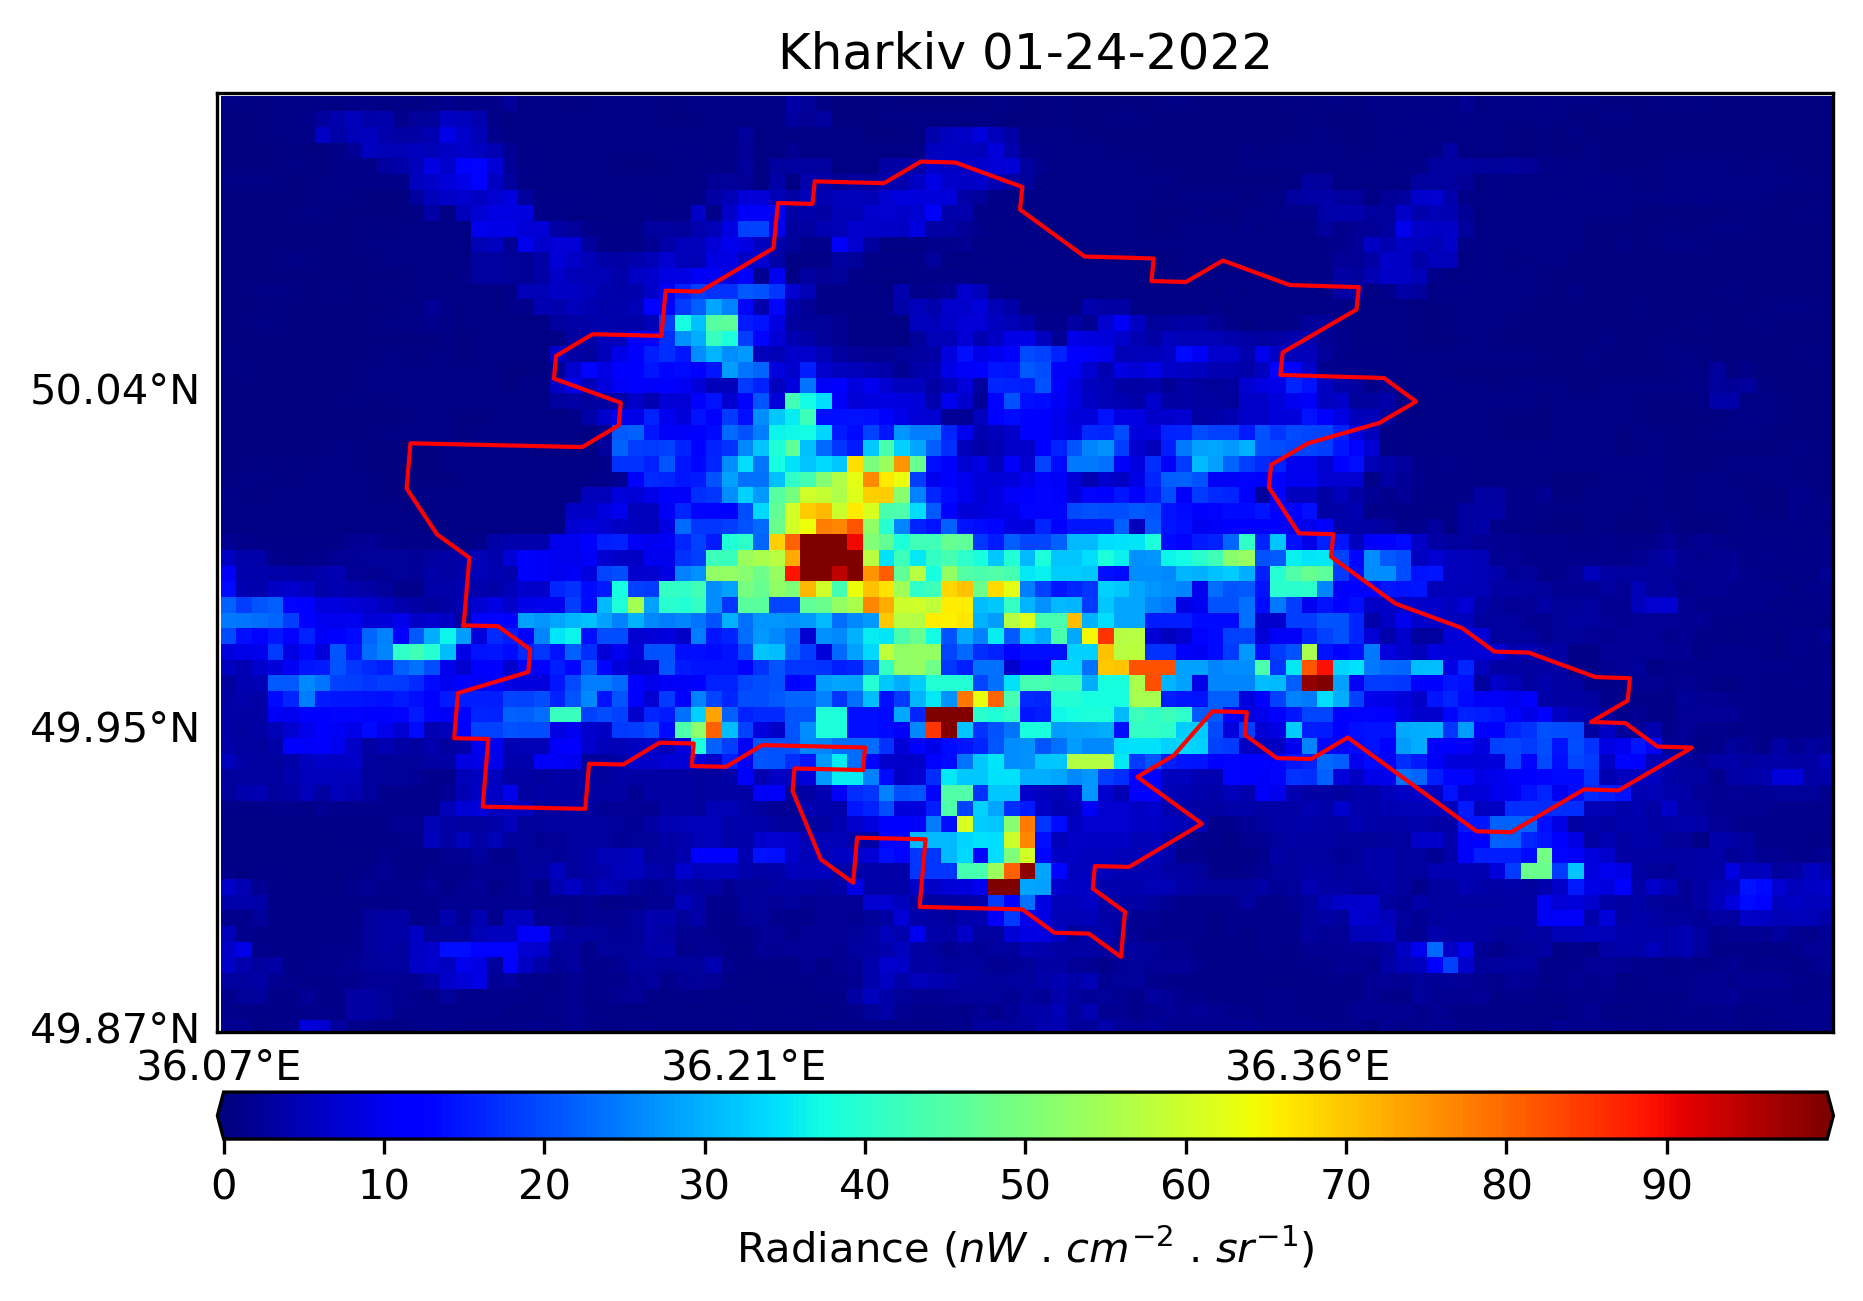 Kharkiv 01-24-2022
50.04°N
49.95°N
49.87°N
36.07°E 36.21°E 36.36°E
0 10 20 30 40 50 60 70 80 90
Radiance (nW . cm⁻² . sr⁻¹)